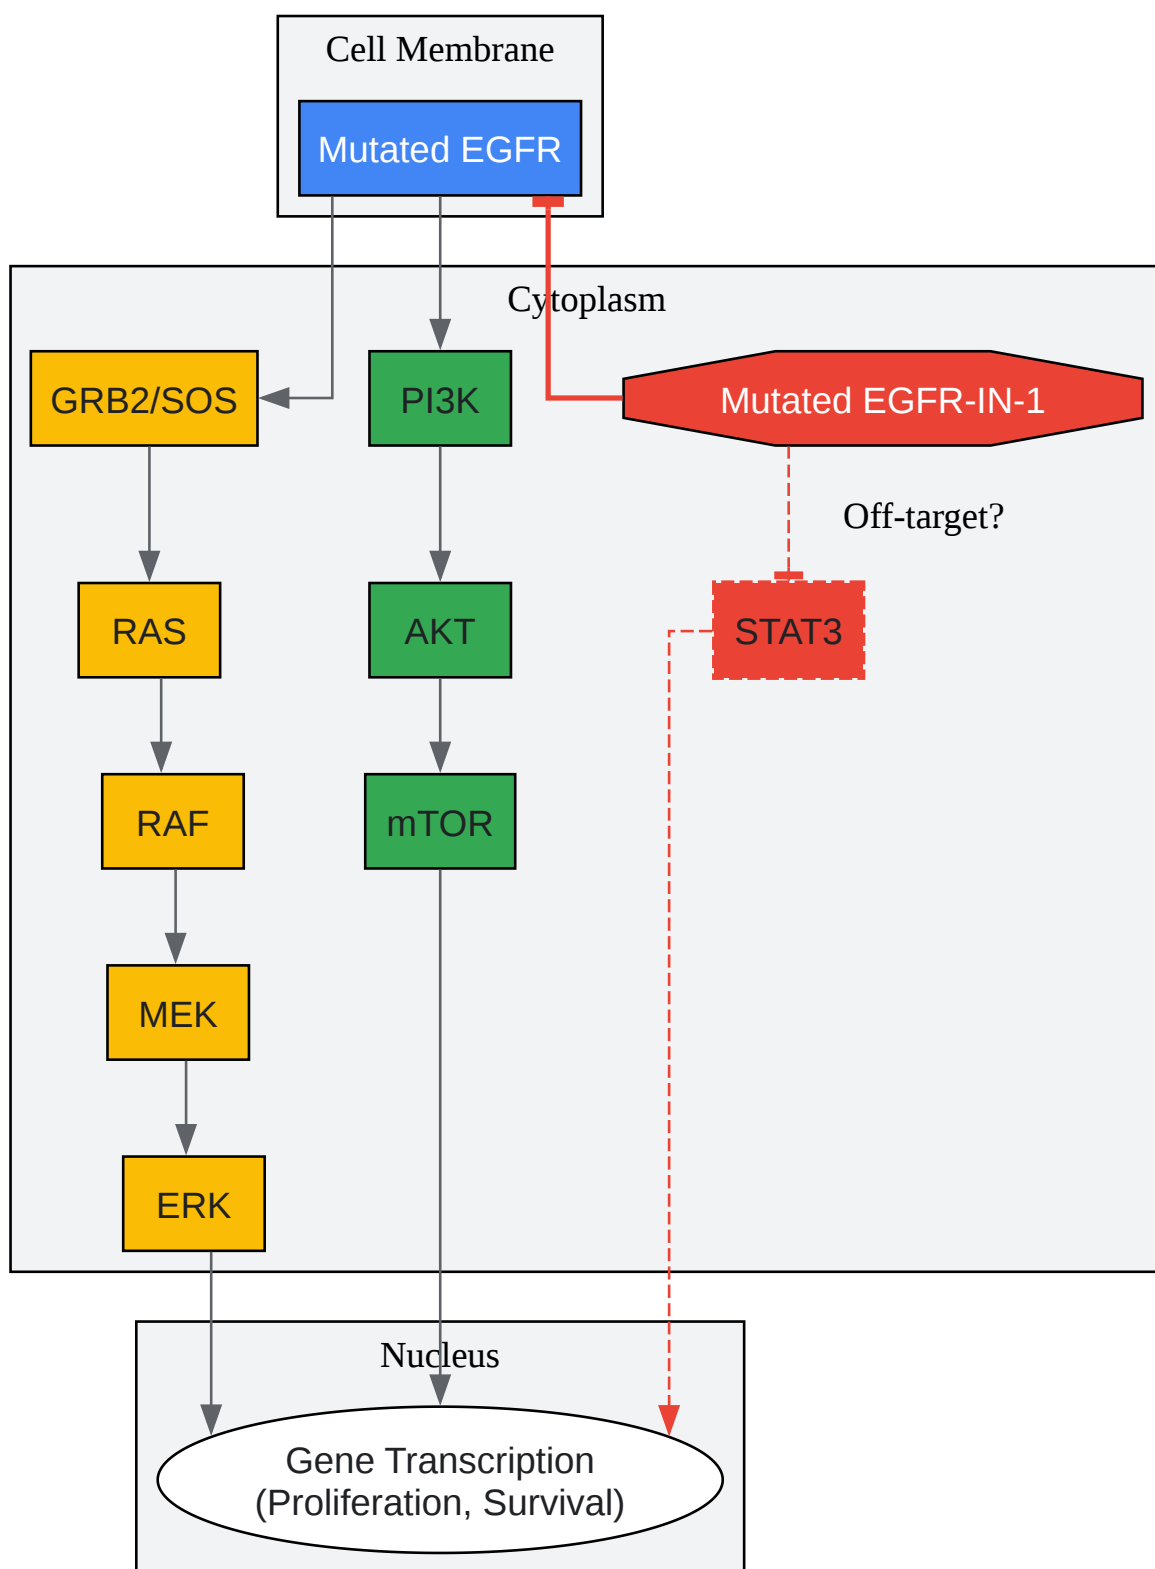 Cell Membrane
Mutated EGFR
Cytoplasm
GRB2/SOS
PI3K
Mutated EGFR-IN-1
Off-target?
RAS
AKT
STAT3
RAF
mTOR
MEK
ERK
Nucleus
Gene Transcription
(Proliferation, Survival)